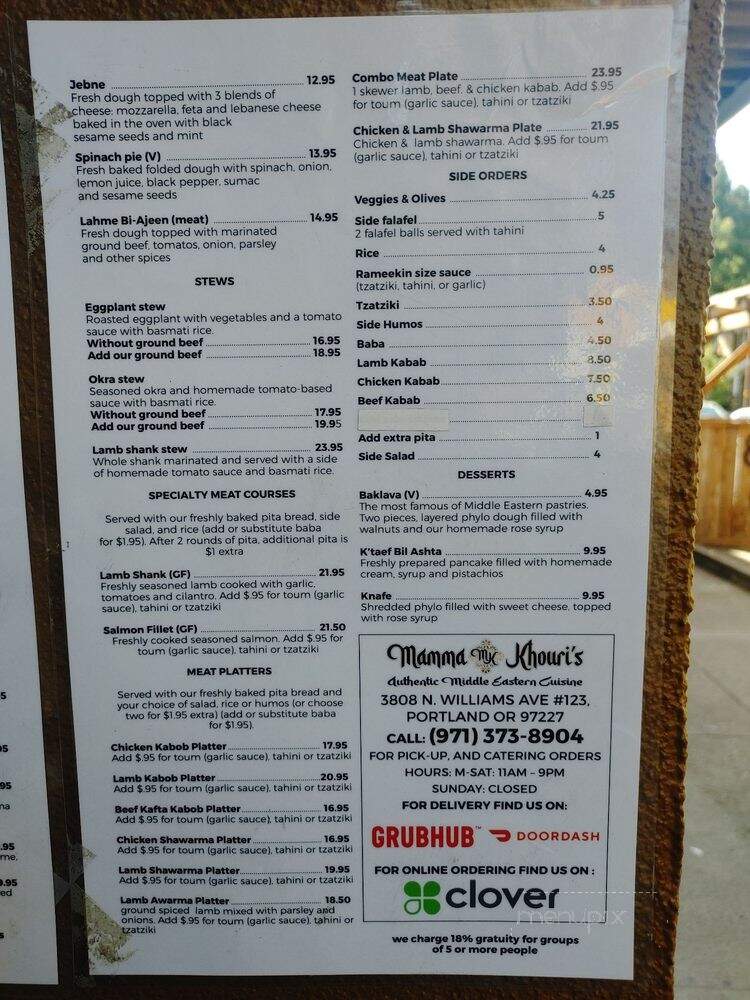 Jebne 12.95
Fresh dough topped with 3 blends of
cheese: mozzarella, feta and lebanese cheese
baked in the oven with black
sesame seeds and mint
Spinach pie (V) 13.95
Fresh baked folded dough with spinach, onion,
lemon juice, black pepper, sumac
and sesame seeds
Lahme Bi-Ajeen (meat) 14.95
Fresh dough topped with marinated
ground beef, tomatos, onion, parsley
and other spices
STEWS
Eggplant stew
Roasted eggplant with vegetables and a tomato
sauce with basmati rice.
Without ground beef 16.95
Add our ground beef 18.95
Okra stew
Seasoned okra and homemade tomato-based
sauce with basmati rice.
Without ground beef 17.95
Add our ground beef 19.95
Lamb shank stew 23.95
Whole shank marinated and served with a side
of homemade tomato sauce and basmati rice.
SPECIALTY MEAT COURSES
Served with our freshly baked pita bread, side
salad, and rice (add or substitute baba
for $1.95). After 2 rounds of pita, additional pita is
$1 extra
Lamb Shank (GF) 21.95
Freshly seasoned lamb cooked with garlic,
tomatoes and cilantro. Add $.95 for toum (garlic
sauce), tahini or tzatziki
Salmon Fillet (GF) 21.50
Freshly cooked seasoned salmon. Add $.95 for
toum (garlic sauce), tahini or tzatziki
MEAT PLATTERS
Served with our freshly baked pita bread and
your choice of salad, rice or humos (or choose
two for $1.95 extra) (add or substitute baba
for $1.95).
Chicken Kabob Platter 17.95
Add $.95 for toum (garlic sauce), tahini or tzatziki
Lamb Kabob Platter 20.95
Add $.95 for toum (garlic sauce), tahini or tzatziki
Beef Kafta Kabob Platter 16.95
Add $.95 for toum (garlic sauce), tahini or tzatziki
Chicken Shawarma Platter 16.95
Add $.95 for toum (garlic sauce), tahini or tzatziki
Lamb Shawarma Platter 19.95
Add $.95 for toum (garlic sauce), tahini or tzatziki
Lamb Awarma Platter 18.50
ground spiced lamb mixed with parsley and
onions. Add $.95 for toum (garlic sauce), tahini or
tzatziki
Combo Meat Plate 23.95
1 skewer lamb, beef, & chicken kabab. Add $.95
for toum (garlic sauce), tahini or tzatziki
Chicken & Lamb Shawarma Plate 21.95
Chicken & lamb shawarma. Add $.95 for toum
(garlic sauce), tahini or tzatziki
SIDE ORDERS
Veggies & Olives 4.25
Side falafel 5
2 falafel balls served with tahini
Rice 4
Rameekin size sauce 0.95
(tzatziki, tahini, or garlic)
Tzatziki 3.50
Side Humos 4
Baba 4.50
Lamb Kabab 8.50
Chicken Kabab 7.50
Beef Kabab 6.50
Add extra pita 1
Side Salad 4
DESSERTS
Baklava (V) 4.95
The most famous of Middle Eastern pastries.
Two pieces, layered phylo dough filled with
walnuts and our homemade rose syrup
K'taef Bil Ashta 9.95
Freshly prepared pancake filled with homemade
cream, syrup and pistachios
Knafe 9.95
Shredded phylo filled with sweet cheese, topped
with rose syrup
Mamma MK Khouri's
Authentic Middle Eastern Cuisine
3808 N. WILLIAMS AVE #123,
PORTLAND OR 97227
CALL: (971) 373-8904
FOR PICK-UP, AND CATERING ORDERS
HOURS: M-SAT: 11AM – 9PM
SUNDAY: CLOSED
FOR DELIVERY FIND US ON:
GRUBHUB™ DOORDASH
FOR ONLINE ORDERING FIND US ON :
clover
menupix
we charge 18% gratuity for groups
of 5 or more people